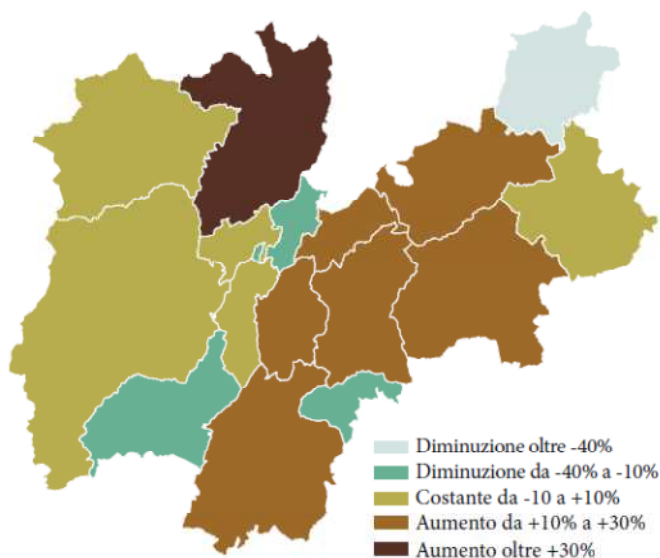 Diminuzione oltre -40%
Diminuzione da -40% a -10%
Costante da -10 a +10%
Aumento da +10% a +30%
Aumento oltre +30%